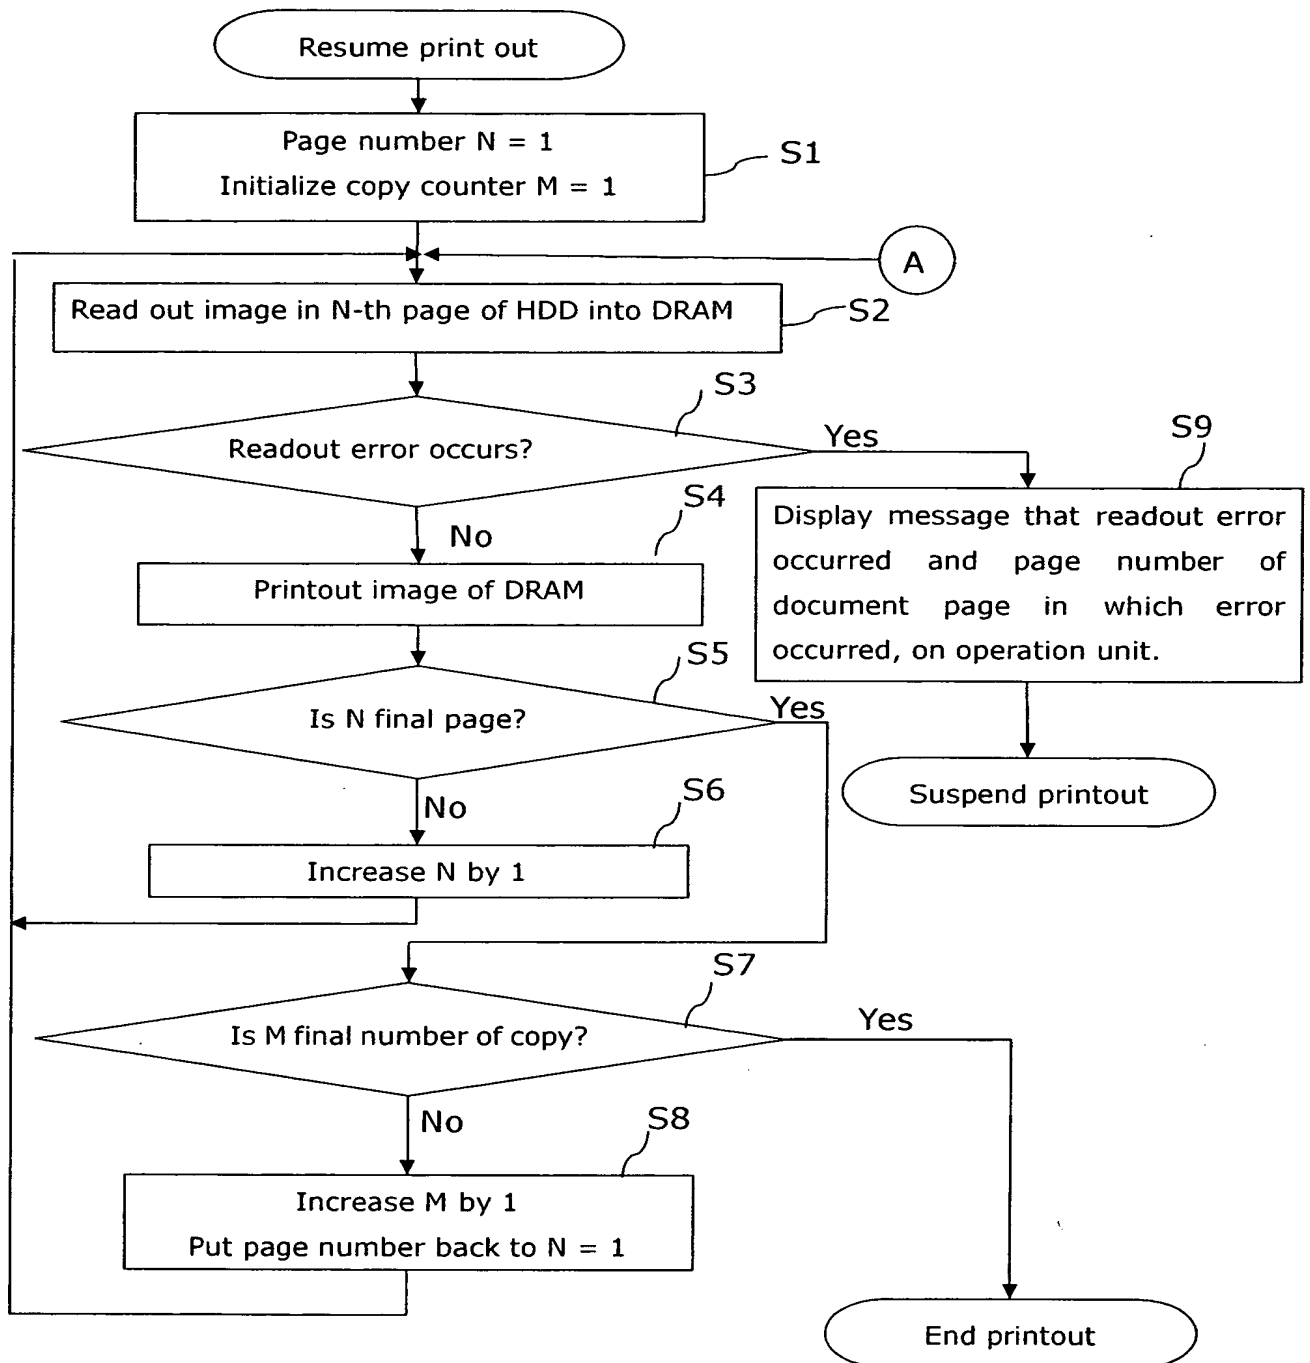 Resume print out
Page number N = 1
Initialize copy counter M = 1
S1
A
Read out image in N-th page of HDD into DRAM
S2
S3
Readout error occurs?
Yes
S9
Display message that readout error
occurred and page number of
document page in which error
occurred, on operation unit.
No
S4
Printout image of DRAM
S5
Is N final page?
Yes
Suspend printout
No
S6
Increase N by 1
S7
Is M final number of copy?
Yes
No
S8
Increase M by 1
Put page number back to N = 1
End printout